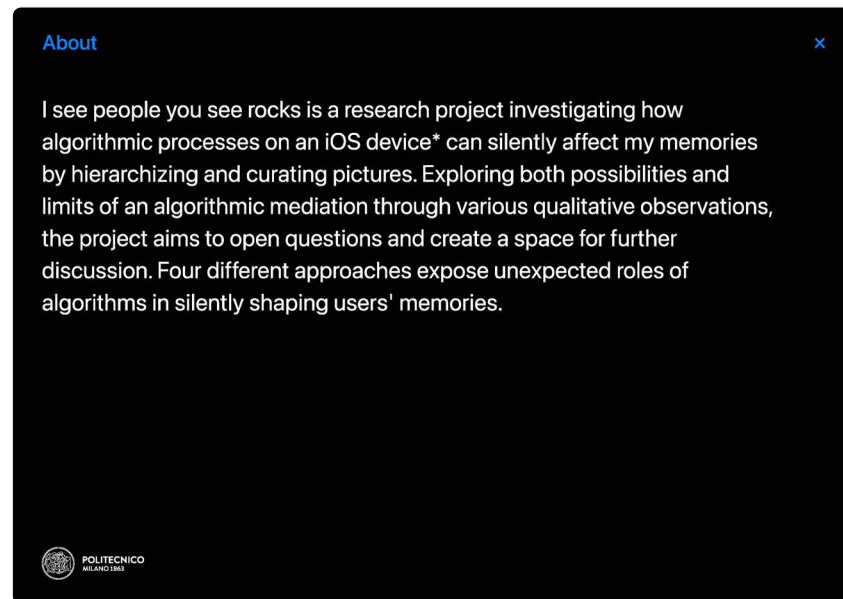 About
×
I see people you see rocks is a research project investigating how
algorithmic processes on an iOS device* can silently affect my memories
by hierarchizing and curating pictures. Exploring both possibilities and
limits of an algorithmic mediation through various qualitative observations,
the project aims to open questions and create a space for further
discussion. Four different approaches expose unexpected roles of
algorithms in silently shaping users' memories.
POLITECNICO
MILANO 1863